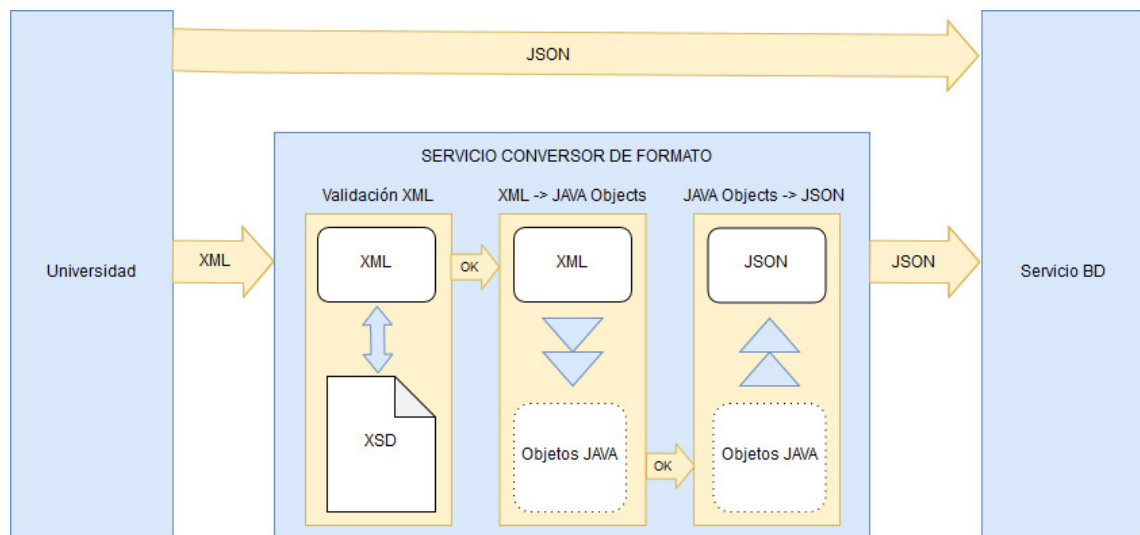 JSON
SERVICIO CONVERSOR DE FORMATO
Validación XML
XML -> JAVA Objects
JAVA Objects -> JSON
Universidad
XML
XML
OK
XML
JSON
JSON
Servicio BD
XSD
Objetos JAVA
OK
Objetos JAVA